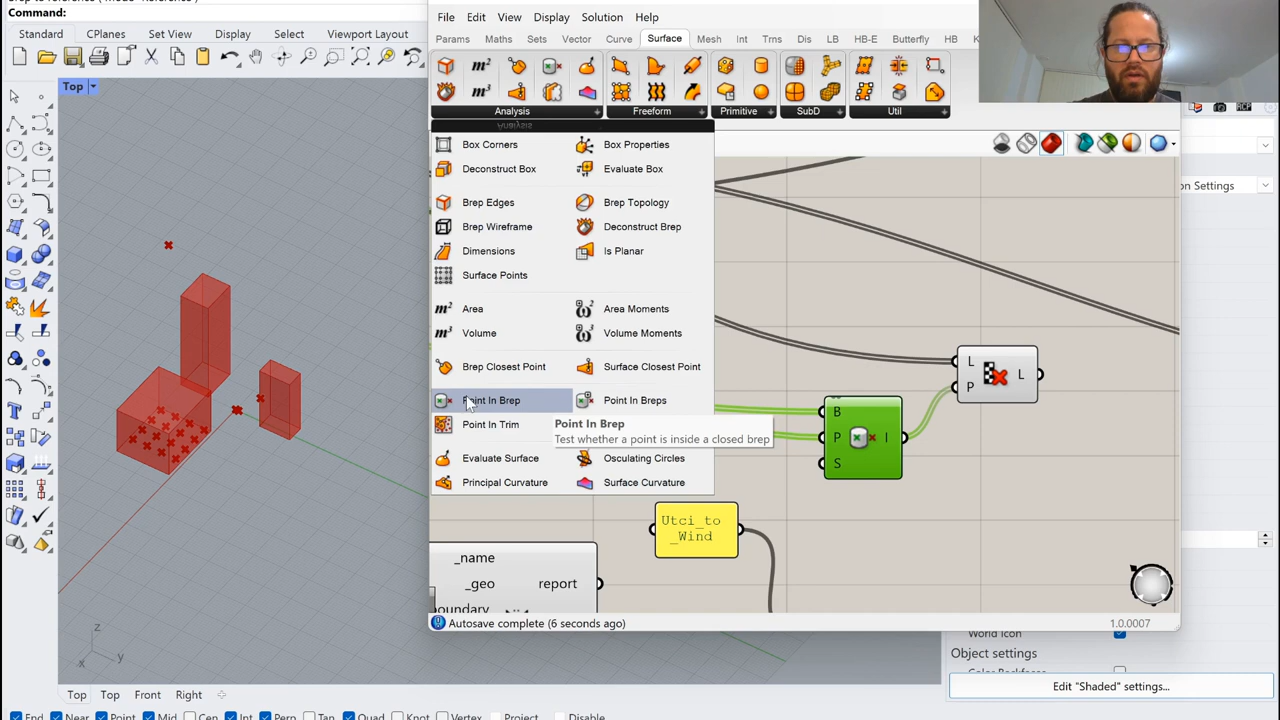 Command:
File Edit View Display Solution Help
Standard CPlanes Set View Display Select Viewport Layout
Params Maths Sets Vector Curve Surface Mesh Int Trns Dis LB HB-E Butterfly HB
Analysis Freeform Primitive SubD Util
Top
Box Corners Box Properties
Deconstruct Box Evaluate Box
Brep Edges Brep Topology
Brep Wireframe Deconstruct Brep
Dimensions Is Planar
Surface Points
Area Area Moments
Volume Volume Moments
Brep Closest Point Surface Closest Point
Point In Brep Point In Breps
Point In Trim
Point In Brep
Test whether a point is inside a closed brep
Evaluate Surface Osculating Circles
Principal Curvature Surface Curvature
on Settings
L L
P
B
P I
S
Utci_to
_Wind
_name
_geo report
boundary
z
x y
Autosave complete (6 seconds ago) 1.0.0007
World Icon
Object settings
Edit "Shaded" settings...
Top Top Front Right
End Near Point Mid Cen Int Perp Tan Quad Knot Vertex Project Disable